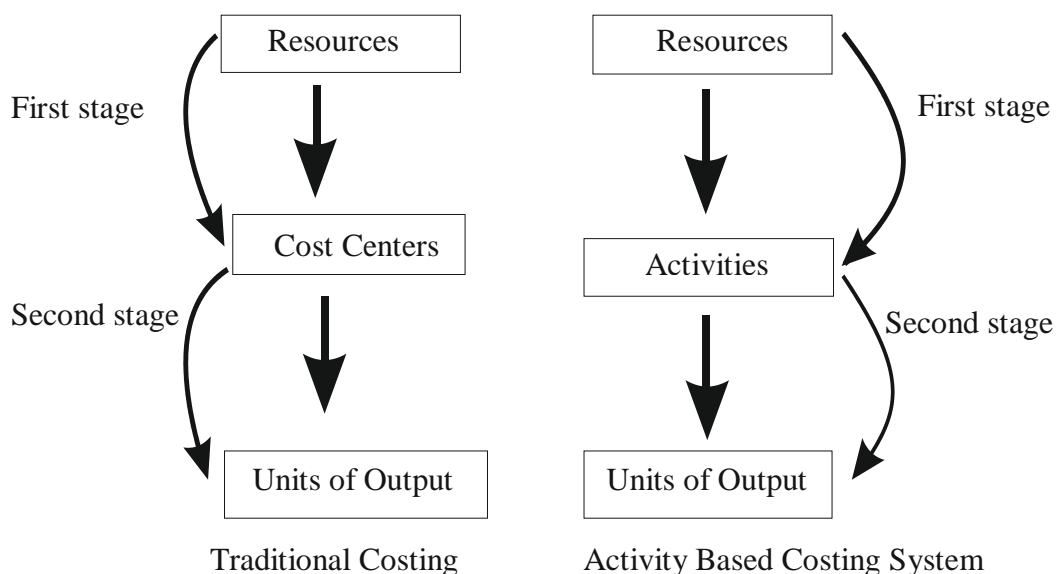 Resources
First stage
Cost Centers
Second stage
Units of Output
Traditional Costing
Resources
First stage
Activities
Second stage
Units of Output
Activity Based Costing System